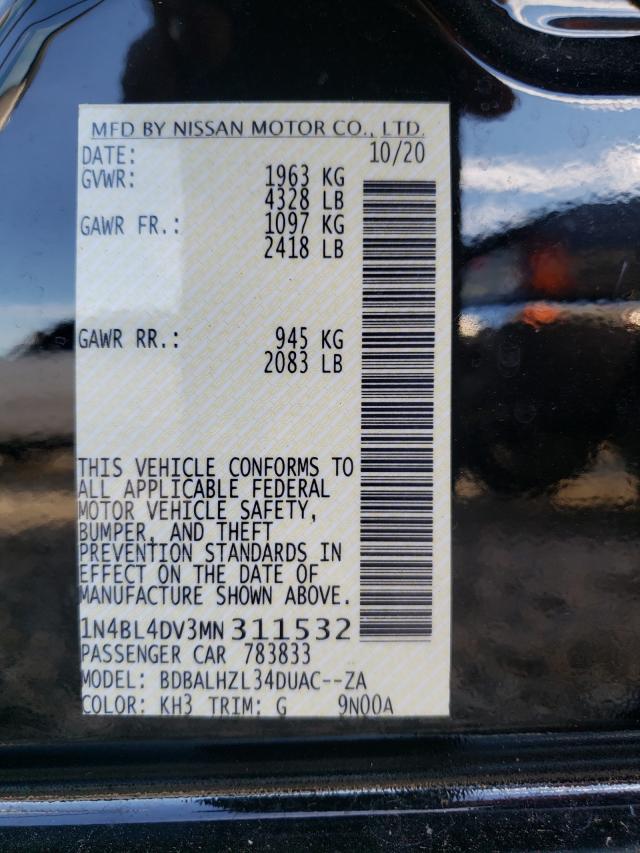 MFD BY NISSAN MOTOR CO., LTD.
DATE: 10/20
GVWR: 1963 KG
4328 LB
GAWR FR.: 1097 KG
2418 LB
GAWR RR.: 945 KG
2083 LB
THIS VEHICLE CONFORMS TO
ALL APPLICABLE FEDERAL
MOTOR VEHICLE SAFETY,
BUMPER, AND THEFT
PREVENTION STANDARDS IN
EFFECT ON THE DATE OF
MANUFACTURE SHOWN ABOVE.
1N4BL4DV3MN311532
PASSENGER CAR 783833
MODEL: BDBALHZL34DUAC--ZA
COLOR: KH3 TRIM: G 9N00A